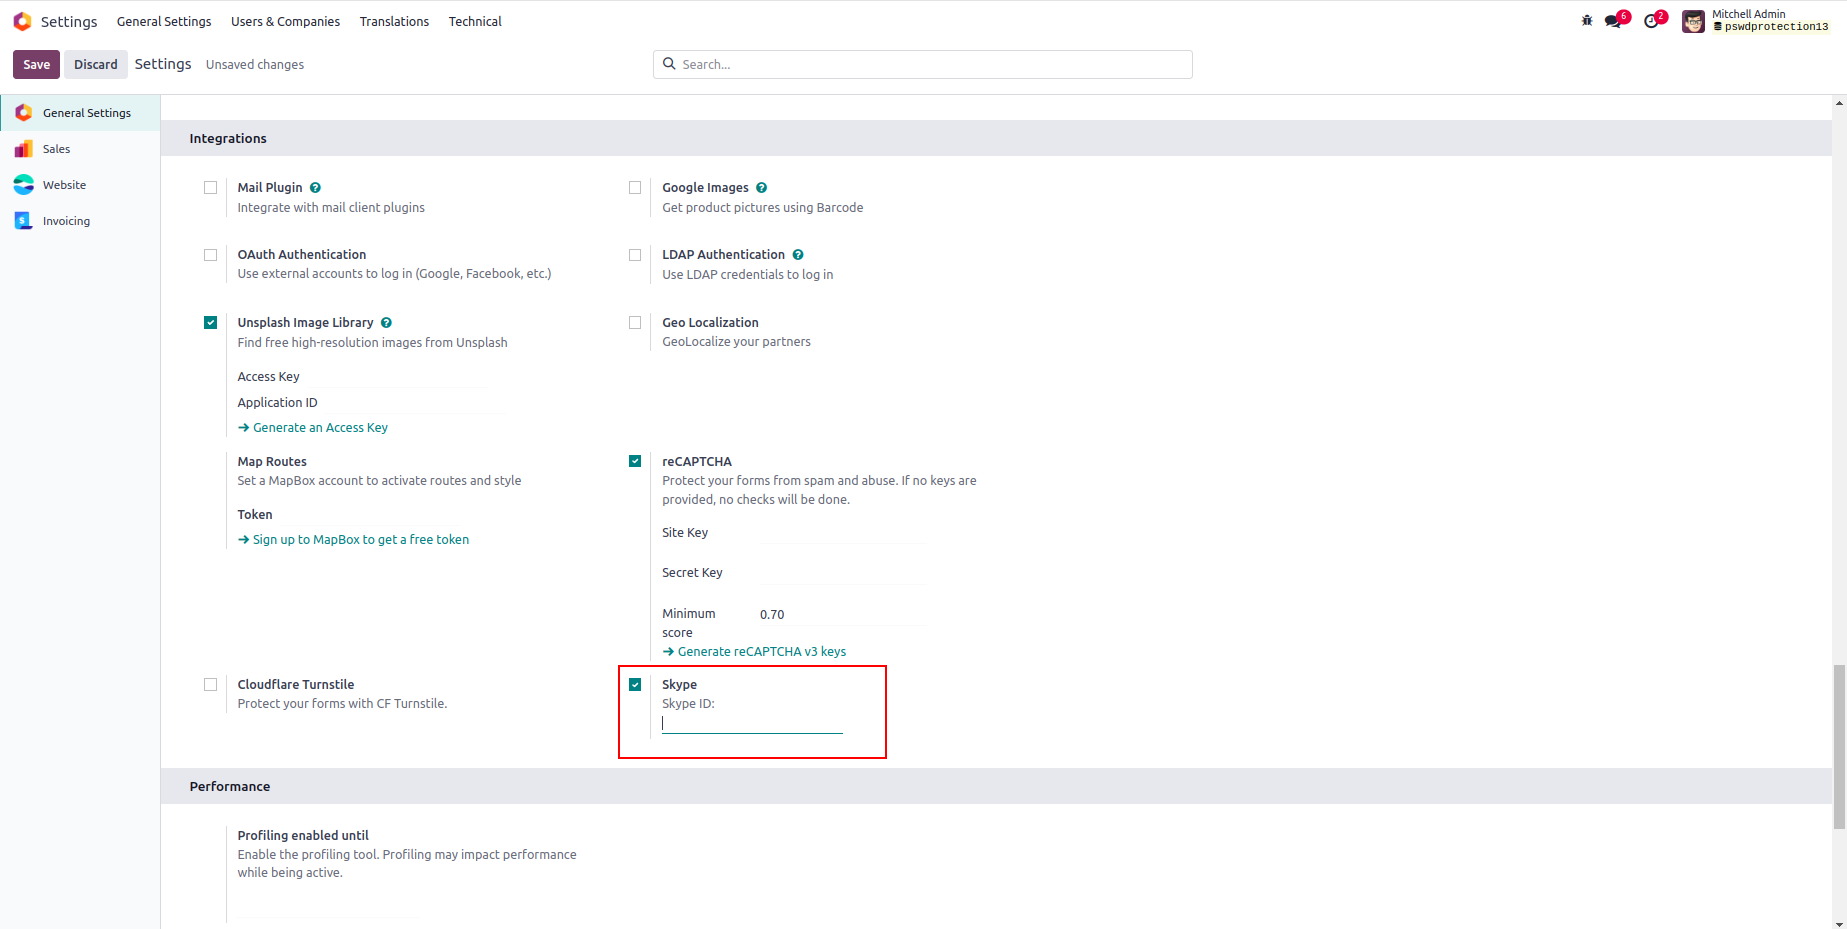 Settings General Settings Users & Companies Translations Technical 6 2 Mitchell Admin
pswdprotection13
Save Discard Settings Unsaved changes Search...
General Settings
Sales
Website
Invoicing
Integrations
Mail Plugin ?
Integrate with mail client plugins
Google Images ?
Get product pictures using Barcode
OAuth Authentication
Use external accounts to log in (Google, Facebook, etc.)
LDAP Authentication ?
Use LDAP credentials to log in
Unsplash Image Library ?
Find free high-resolution images from Unsplash
Access Key
Application ID
Generate an Access Key
Geo Localization
GeoLocalize your partners
Map Routes
Set a MapBox account to activate routes and style
Token
Sign up to MapBox to get a free token
reCAPTCHA
Protect your forms from spam and abuse. If no keys are
provided, no checks will be done.
Site Key
Secret Key
Minimum 0.70
score
Generate reCAPTCHA v3 keys
Cloudflare Turnstile
Protect your forms with CF Turnstile.
Skype
Skype ID:
Performance
Profiling enabled until
Enable the profiling tool. Profiling may impact performance
while being active.